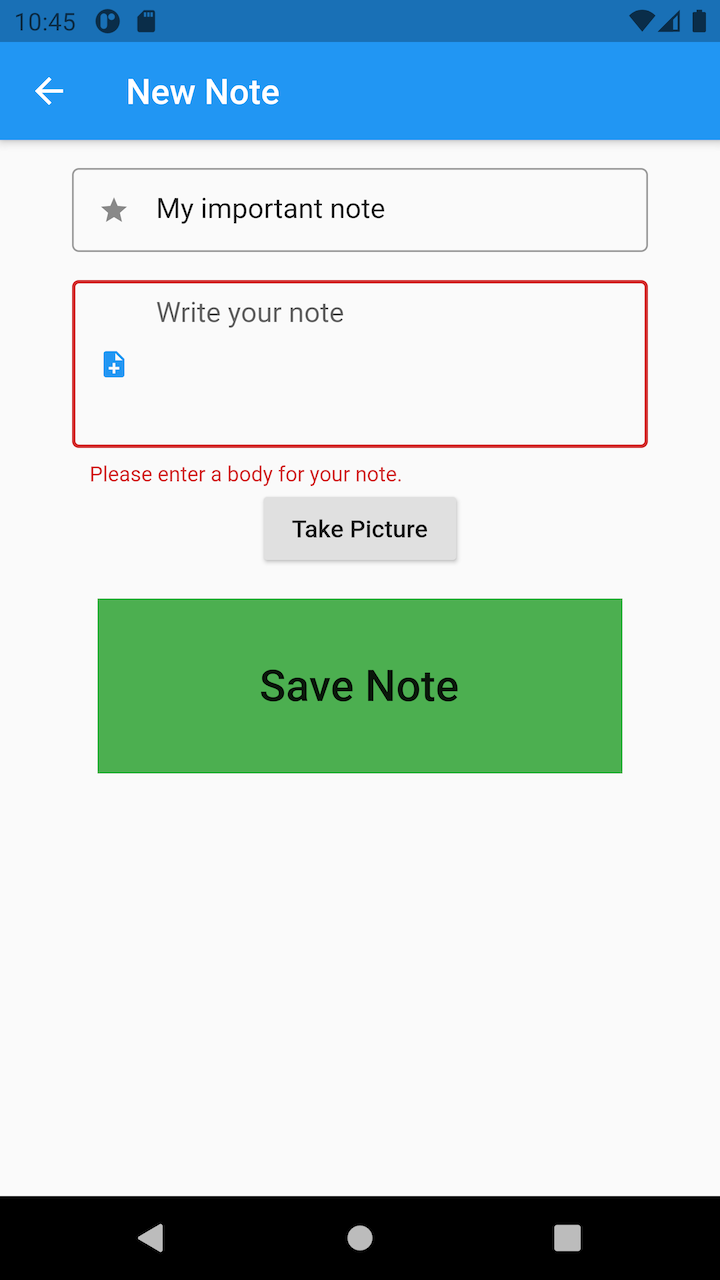 10:45
New Note
My important note
Write your note
Please enter a body for your note.
Take Picture
Save Note